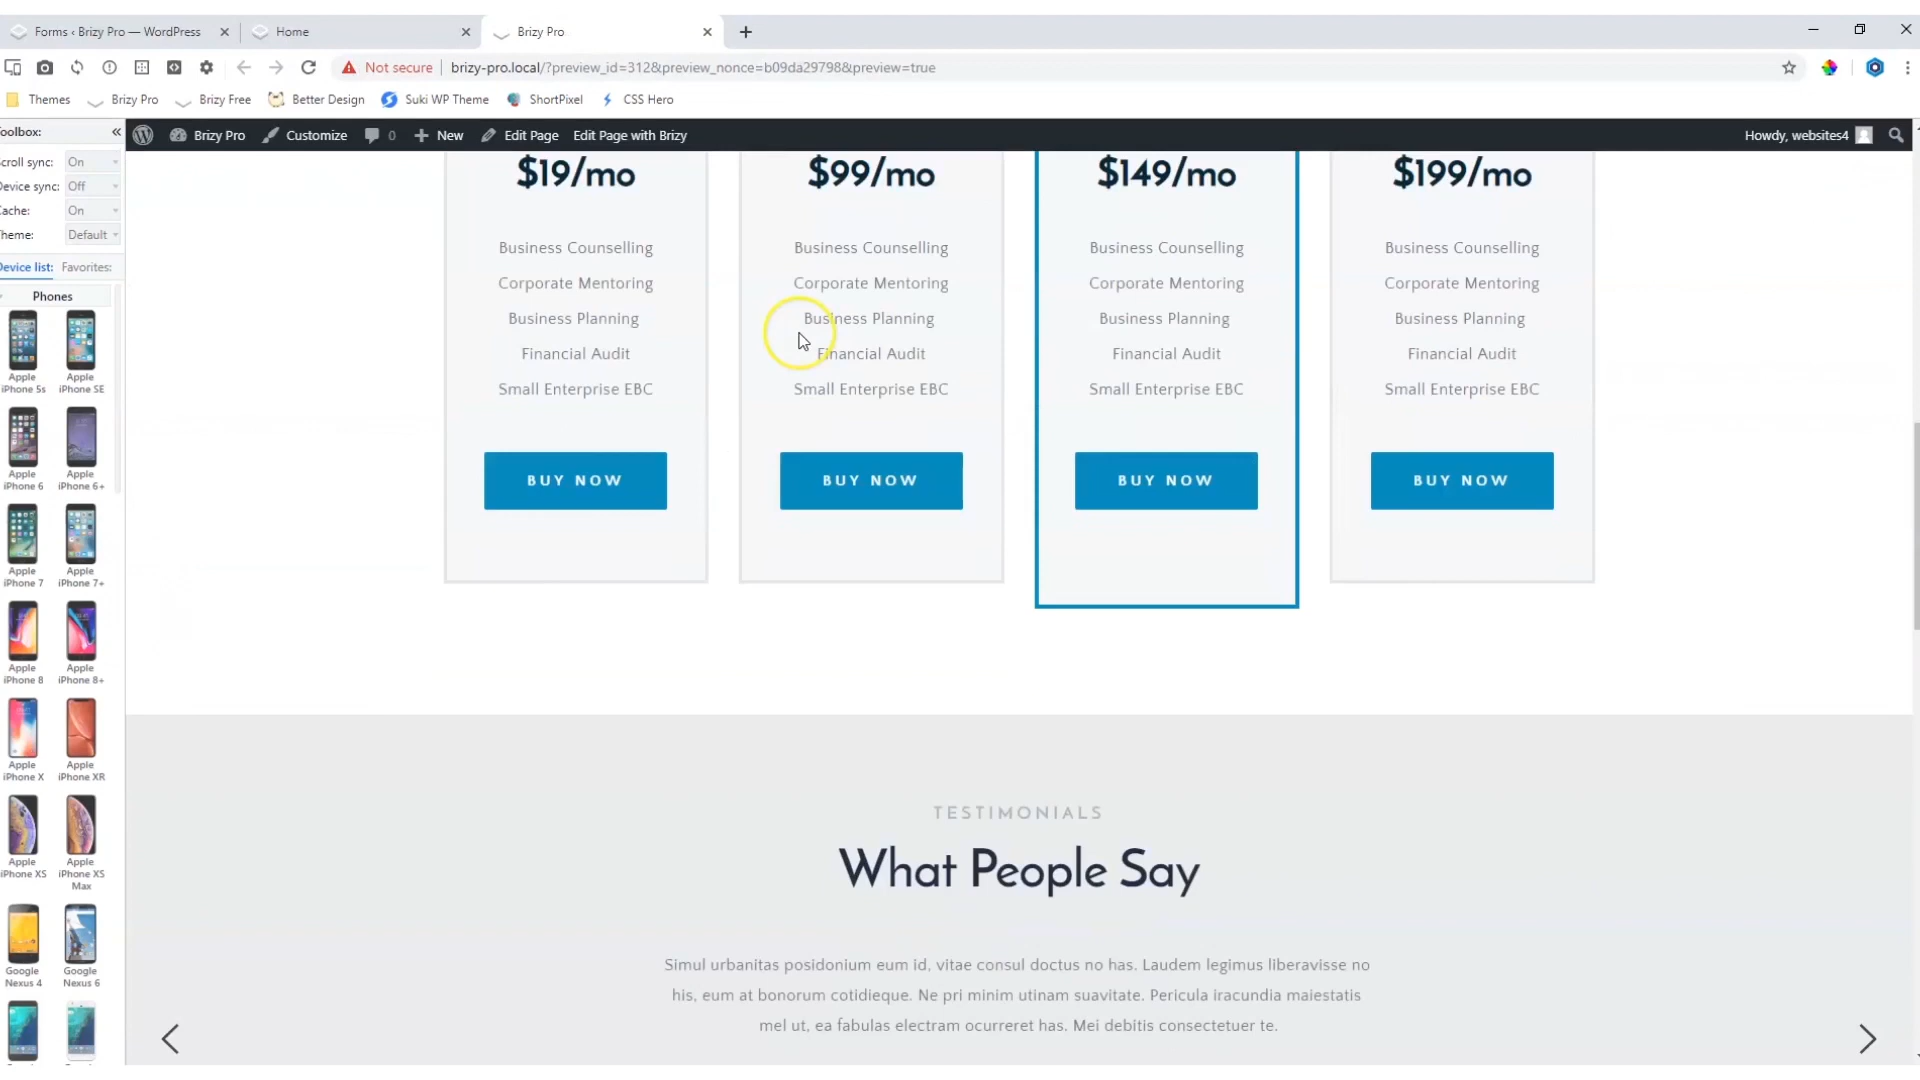 Forms ‹ Brizy Pro — WordPress
Home
Brizy Pro
Not secure
brizy-pro.local/?preview_id=312&preview_nonce=b09da29798&preview=true
Themes
Brizy Pro
Brizy Free
Better Design
Suki WP Theme
ShortPixel
CSS Hero
oolbox:
«
Brizy Pro
Customize
0
New
Edit Page
Edit Page with Brizy
Howdy, websites4
croll sync:
On
evice sync:
Off
ache:
On
heme:
Default
Device list:
Favorites:
Phones
Apple
iPhone 5s
Apple
iPhone SE
Apple
iPhone 6
Apple
iPhone 6+
Apple
iPhone 7
Apple
iPhone 7+
Apple
iPhone 8
Apple
iPhone 8+
Apple
iPhone X
Apple
iPhone XR
Apple
iPhone XS
Apple
iPhone XS
Max
Google
Nexus 4
Google
Nexus 6
$19/mo
Business Counselling
Corporate Mentoring
Business Planning
Financial Audit
Small Enterprise EBC
BUY NOW
$99/mo
Business Counselling
Corporate Mentoring
Business Planning
Financial Audit
Small Enterprise EBC
BUY NOW
$149/mo
Business Counselling
Corporate Mentoring
Business Planning
Financial Audit
Small Enterprise EBC
BUY NOW
$199/mo
Business Counselling
Corporate Mentoring
Business Planning
Financial Audit
Small Enterprise EBC
BUY NOW
TESTIMONIALS
What People Say
Simul urbanitas posidonium eum id, vitae consul doctus no has. Laudem legimus liberavisse no
his, eum at bonorum cotidieque. Ne pri minim utinam suavitate. Pericula iracundia maiestatis
mel ut, ea fabulas electram ocurreret has. Mei debitis consectetuer te.